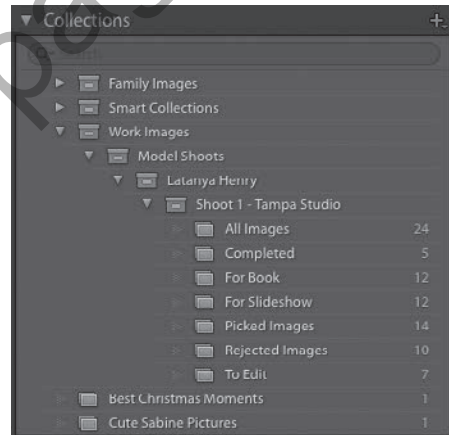 Collections
Search
Family Images
Smart Collections
Work Images
Model Shoots
Latanya Henry
Shoot 1 - Tampa Studio
All Images 24
Completed 5
For Book 12
For Slideshow 12
Picked Images 14
Rejected Images 10
To Edit 7
Best Christmas Moments 1
Cute Sabine Pictures 1